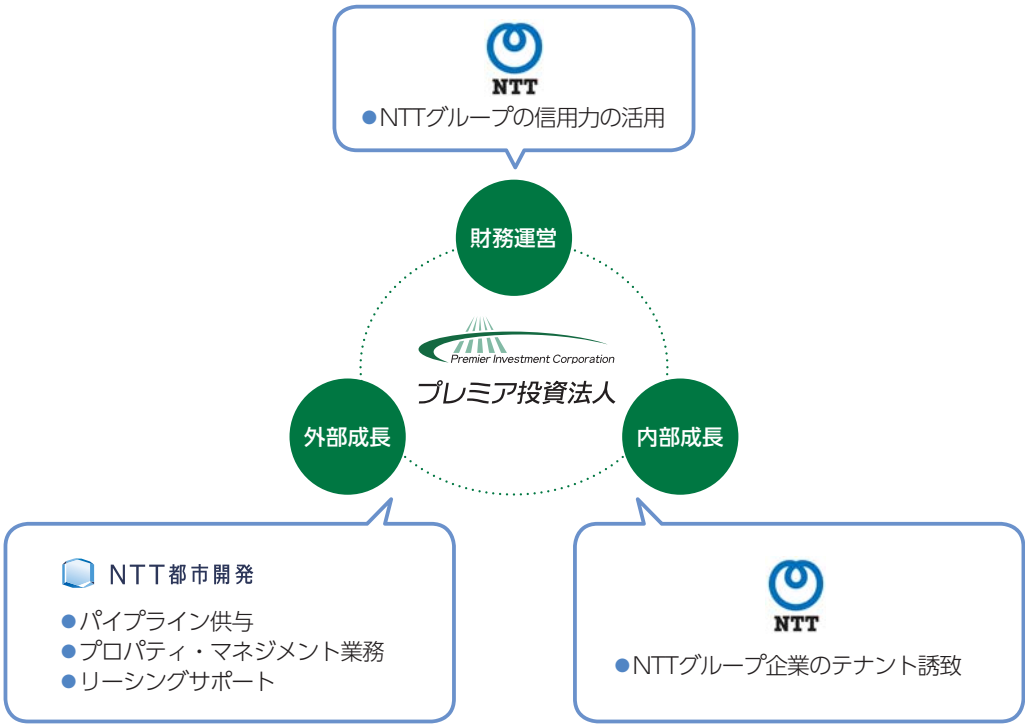 NTT
●NTTグループの信用力の活用
財務運営
Premier Investment Corporation
プレミア投資法人
外部成長
内部成長
NTT都市開発
●パイプライン供与
●プロパティ・マネジメント業務
●リーシングサポート
NTT
●NTTグループ企業のテナント誘致